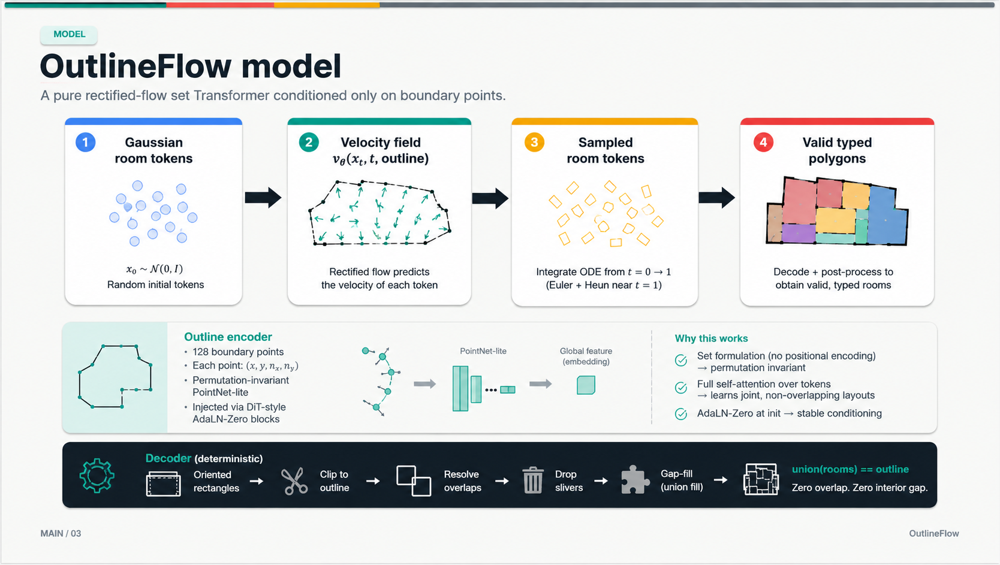 MODEL
OutlineFlow model
A pure rectified-flow set Transformer conditioned only on boundary points.
1
Gaussian
room tokens
x₀ ~ 𝒩(0, I)
Random initial tokens
2
Velocity field
v_θ(x_t, t, outline)
Rectified flow predicts
the velocity of each token
3
Sampled
room tokens
Integrate ODE from t = 0 → 1
(Euler + Heun near t = 1)
4
Valid typed
polygons
Decode + post-process to
obtain valid, typed rooms
Outline encoder
• 128 boundary points
• Each point: (x, y, n_x, n_y)
• Permutation-invariant
PointNet-lite
• Injected via DiT-style
AdaLN-Zero blocks
PointNet-lite
Global feature
(embedding)
Why this works
Set formulation (no positional encoding)
→ permutation invariant
Full self-attention over tokens
→ learns joint, non-overlapping layouts
AdaLN-Zero at init → stable conditioning
Decoder (deterministic)
Oriented
rectangles
Clip to
outline
Resolve
overlaps
Drop
slivers
Gap-fill
(union fill)
union(rooms) == outline
Zero overlap. Zero interior gap.
MAIN / 03
OutlineFlow